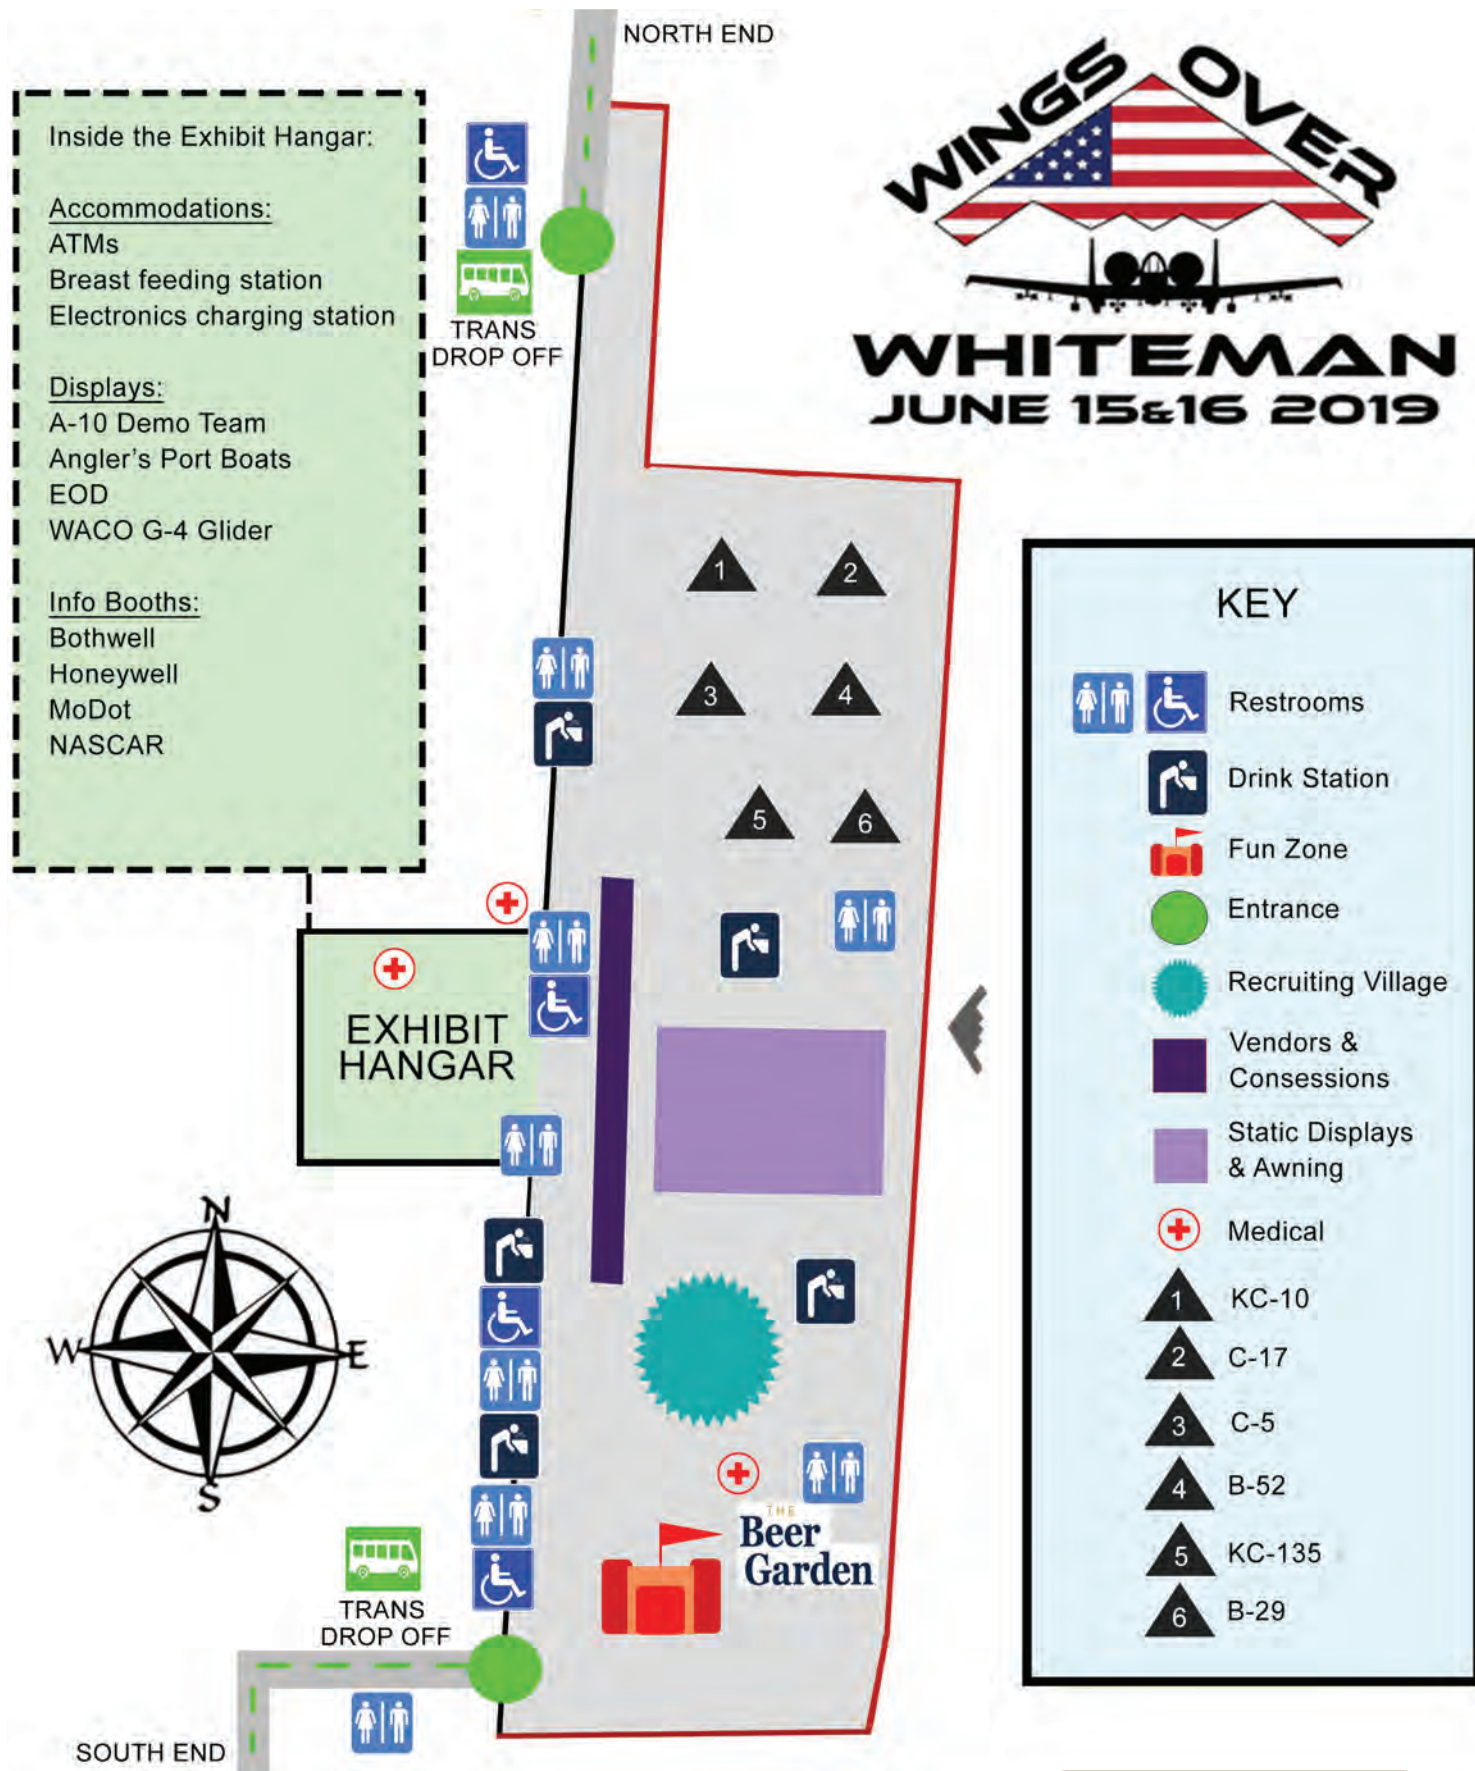 NORTH END
WINGS OVER
WHITEMAN
JUNE 15&16 2019
Inside the Exhibit Hangar:
Accommodations:
ATMs
Breast feeding station
Electronics charging station
Displays:
A-10 Demo Team
Angler's Port Boats
EOD
WACO G-4 Glider
Info Booths:
Bothwell
Honeywell
MoDot
NASCAR
TRANS
DROP OFF
1
2
3
4
5
6
EXHIBIT
HANGAR
N
W
E
S
THE
Beer
Garden
TRANS
DROP OFF
SOUTH END
KEY
Restrooms
Drink Station
Fun Zone
Entrance
Recruiting Village
Vendors &
Consessions
Static Displays
& Awning
Medical
1 KC-10
2 C-17
3 C-5
4 B-52
5 KC-135
6 B-29